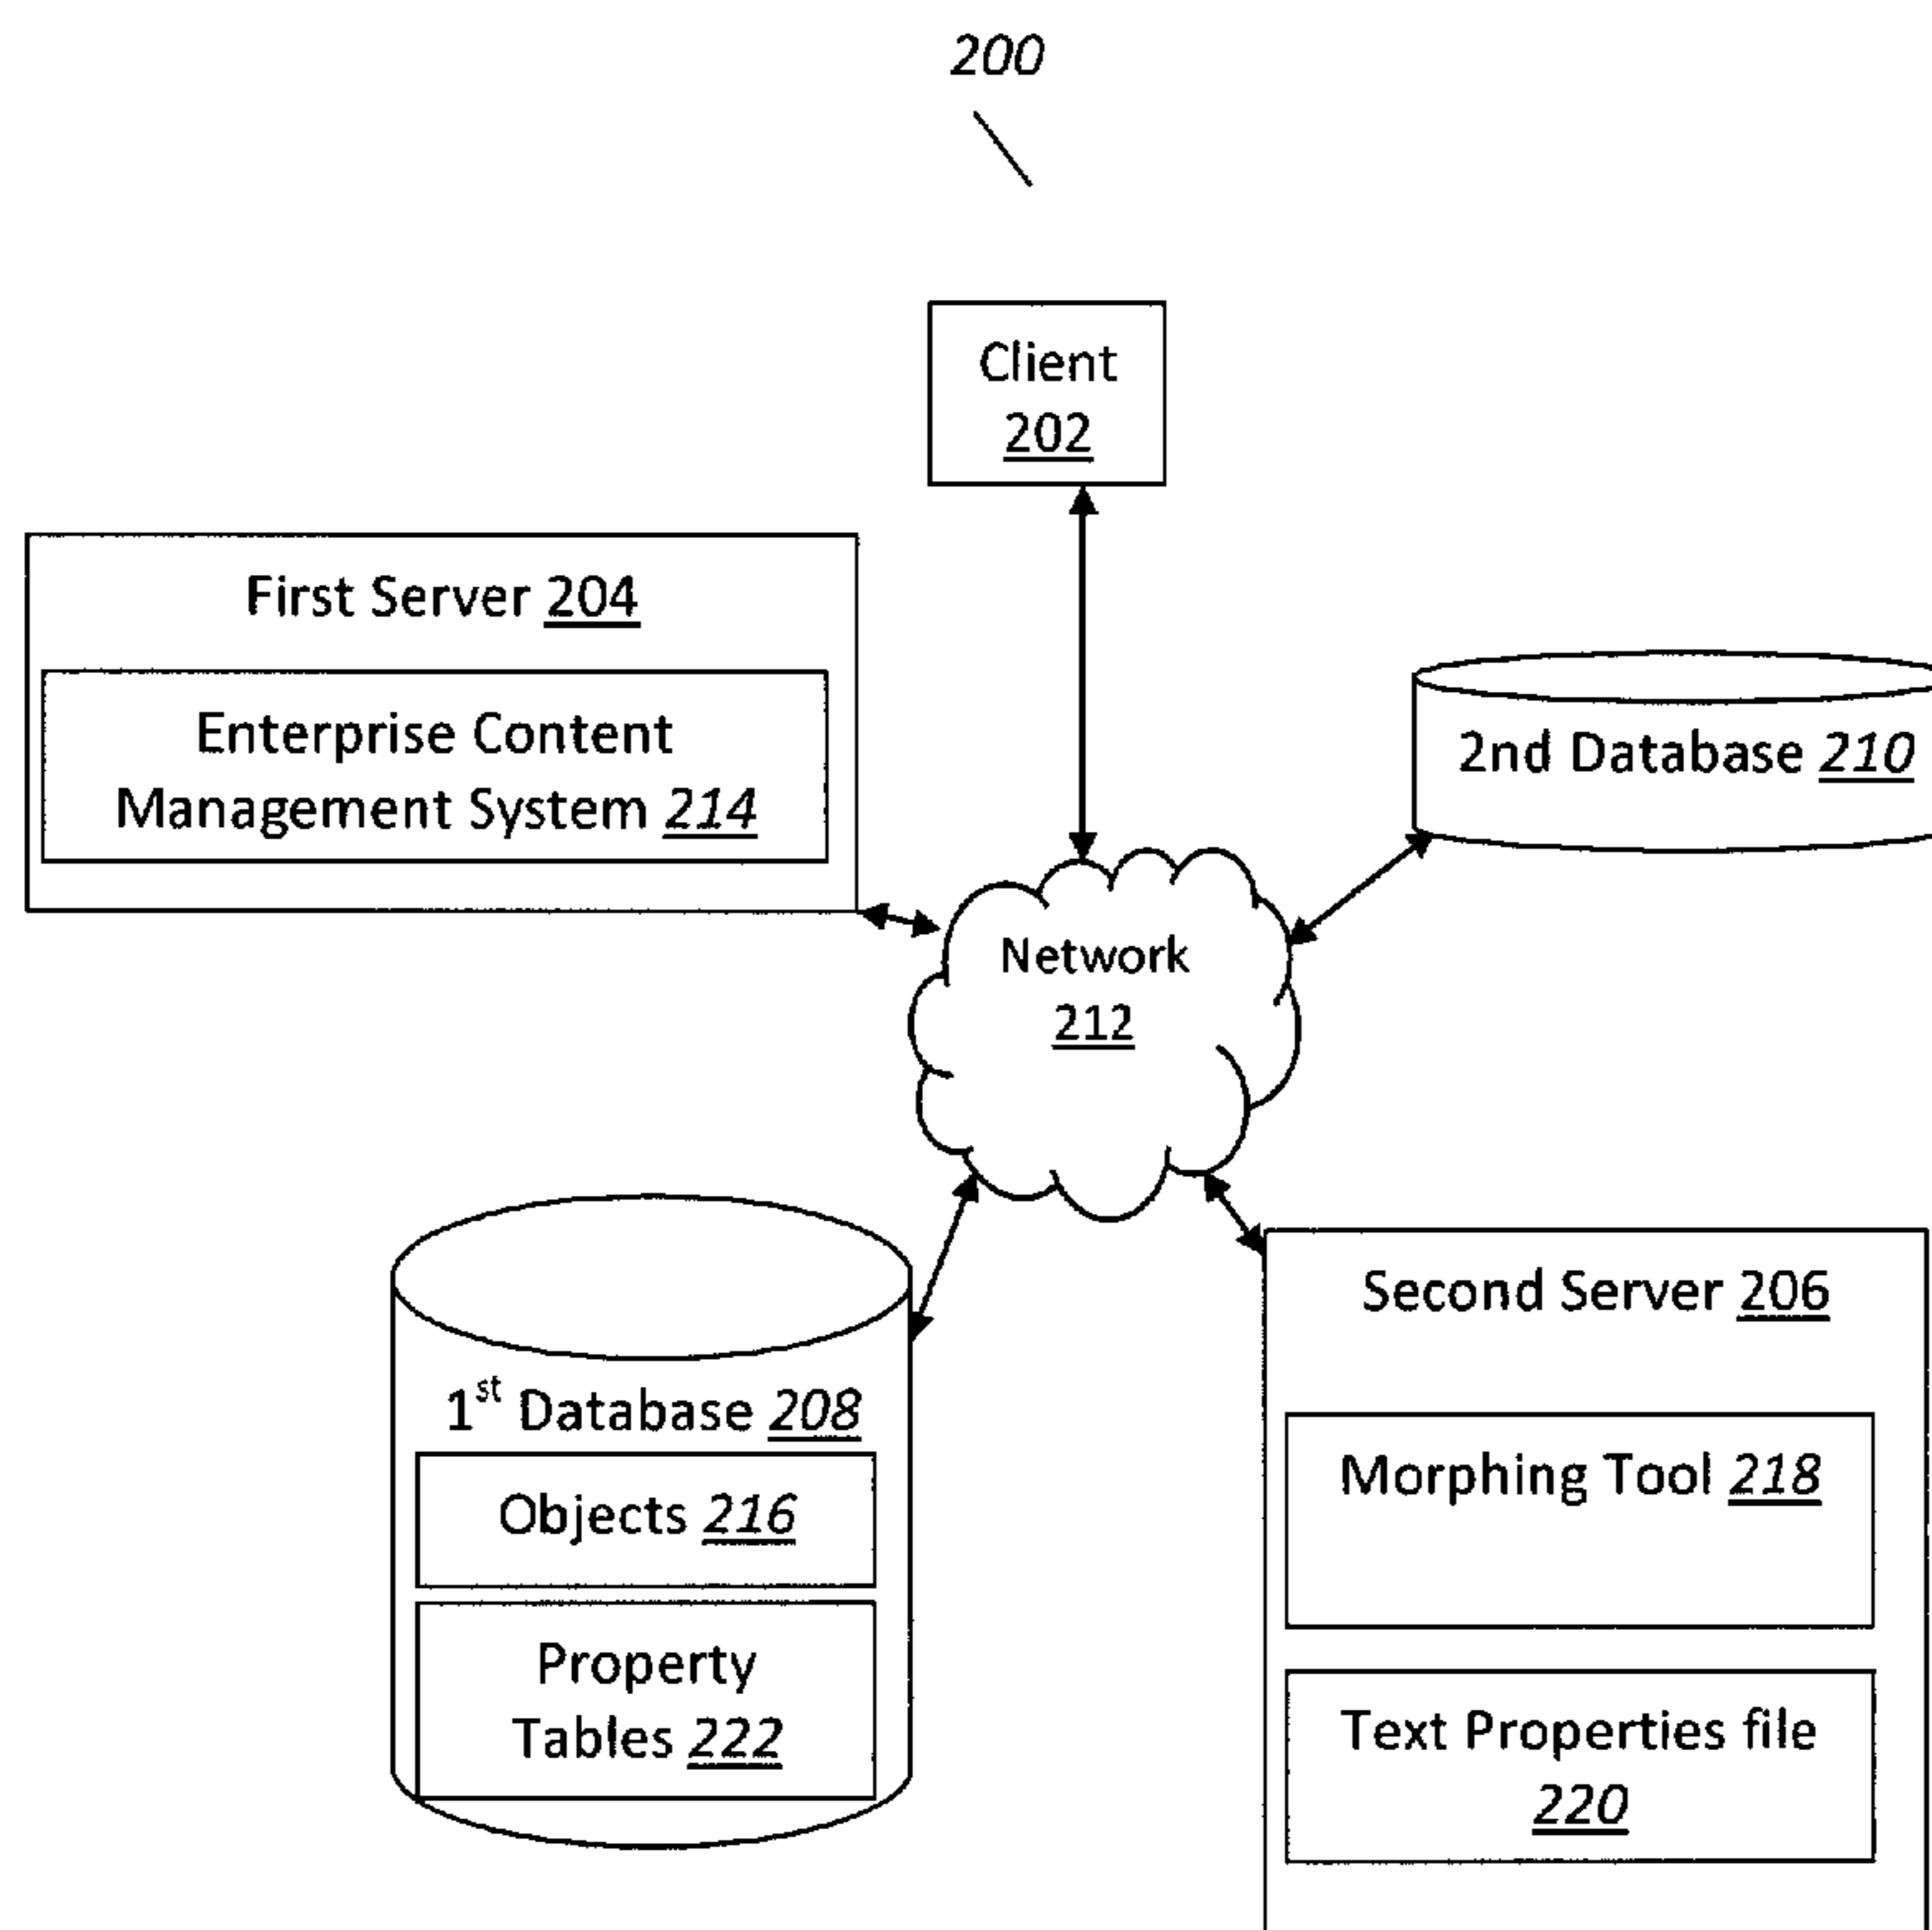 200
Client
202
First Server 204
Enterprise Content
Management System 214
2nd Database 210
Network
212
1st Database 208
Objects 216
Property
Tables 222
Second Server 206
Morphing Tool 218
Text Properties file
220